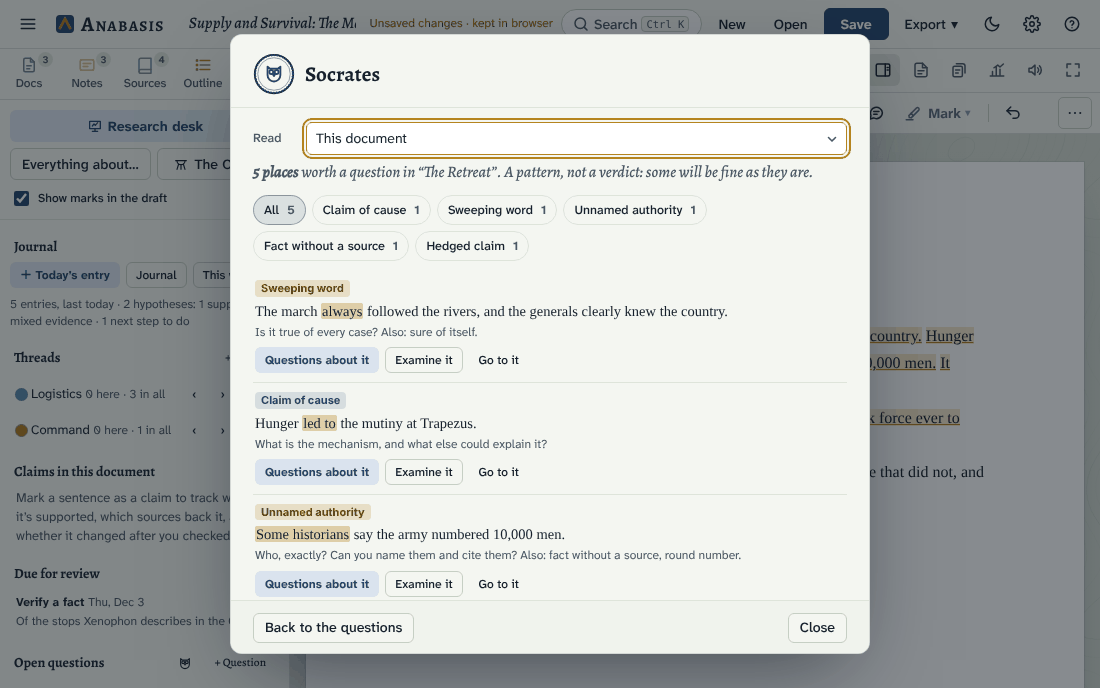 ANABASIS
Supply and Survival: The M
Unsaved changes · kept in browser
Search Ctrl K
New
Open
Save
Export ▾
Docs 3
Notes 3
Sources 4
Outline
Mark ▾
Research desk
Everything about…
The C
Show marks in the draft
Journal
+ Today's entry
Journal
This
5 entries, last today · 2 hypotheses: 1 supp
mixed evidence · 1 next step to do
Threads
Logistics 0 here · 3 in all ‹ ›
Command 0 here · 1 in all ‹ ›
Claims in this document
Mark a sentence as a claim to track w
it's supported, which sources back it,
whether it changed after you checked
Due for review
Verify a fact Thu, Dec 3
Of the stops Xenophon describes in the
Open questions
+ Question
Socrates
Read
This document
5 places worth a question in “The Retreat”. A pattern, not a verdict: some will be fine as they are.
All 5
Claim of cause 1
Sweeping word 1
Unnamed authority 1
Fact without a source 1
Hedged claim 1
Sweeping word
The march always followed the rivers, and the generals clearly knew the country.
Is it true of every case? Also: sure of itself.
Questions about it
Examine it
Go to it
Claim of cause
Hunger led to the mutiny at Trapezus.
What is the mechanism, and what else could explain it?
Questions about it
Examine it
Go to it
Unnamed authority
Some historians say the army numbered 10,000 men.
Who, exactly? Can you name them and cite them? Also: fact without a source, round number.
Questions about it
Examine it
Go to it
Back to the questions
Close
country. Hunger
0,000 men. It
k force ever to
e that did not, and